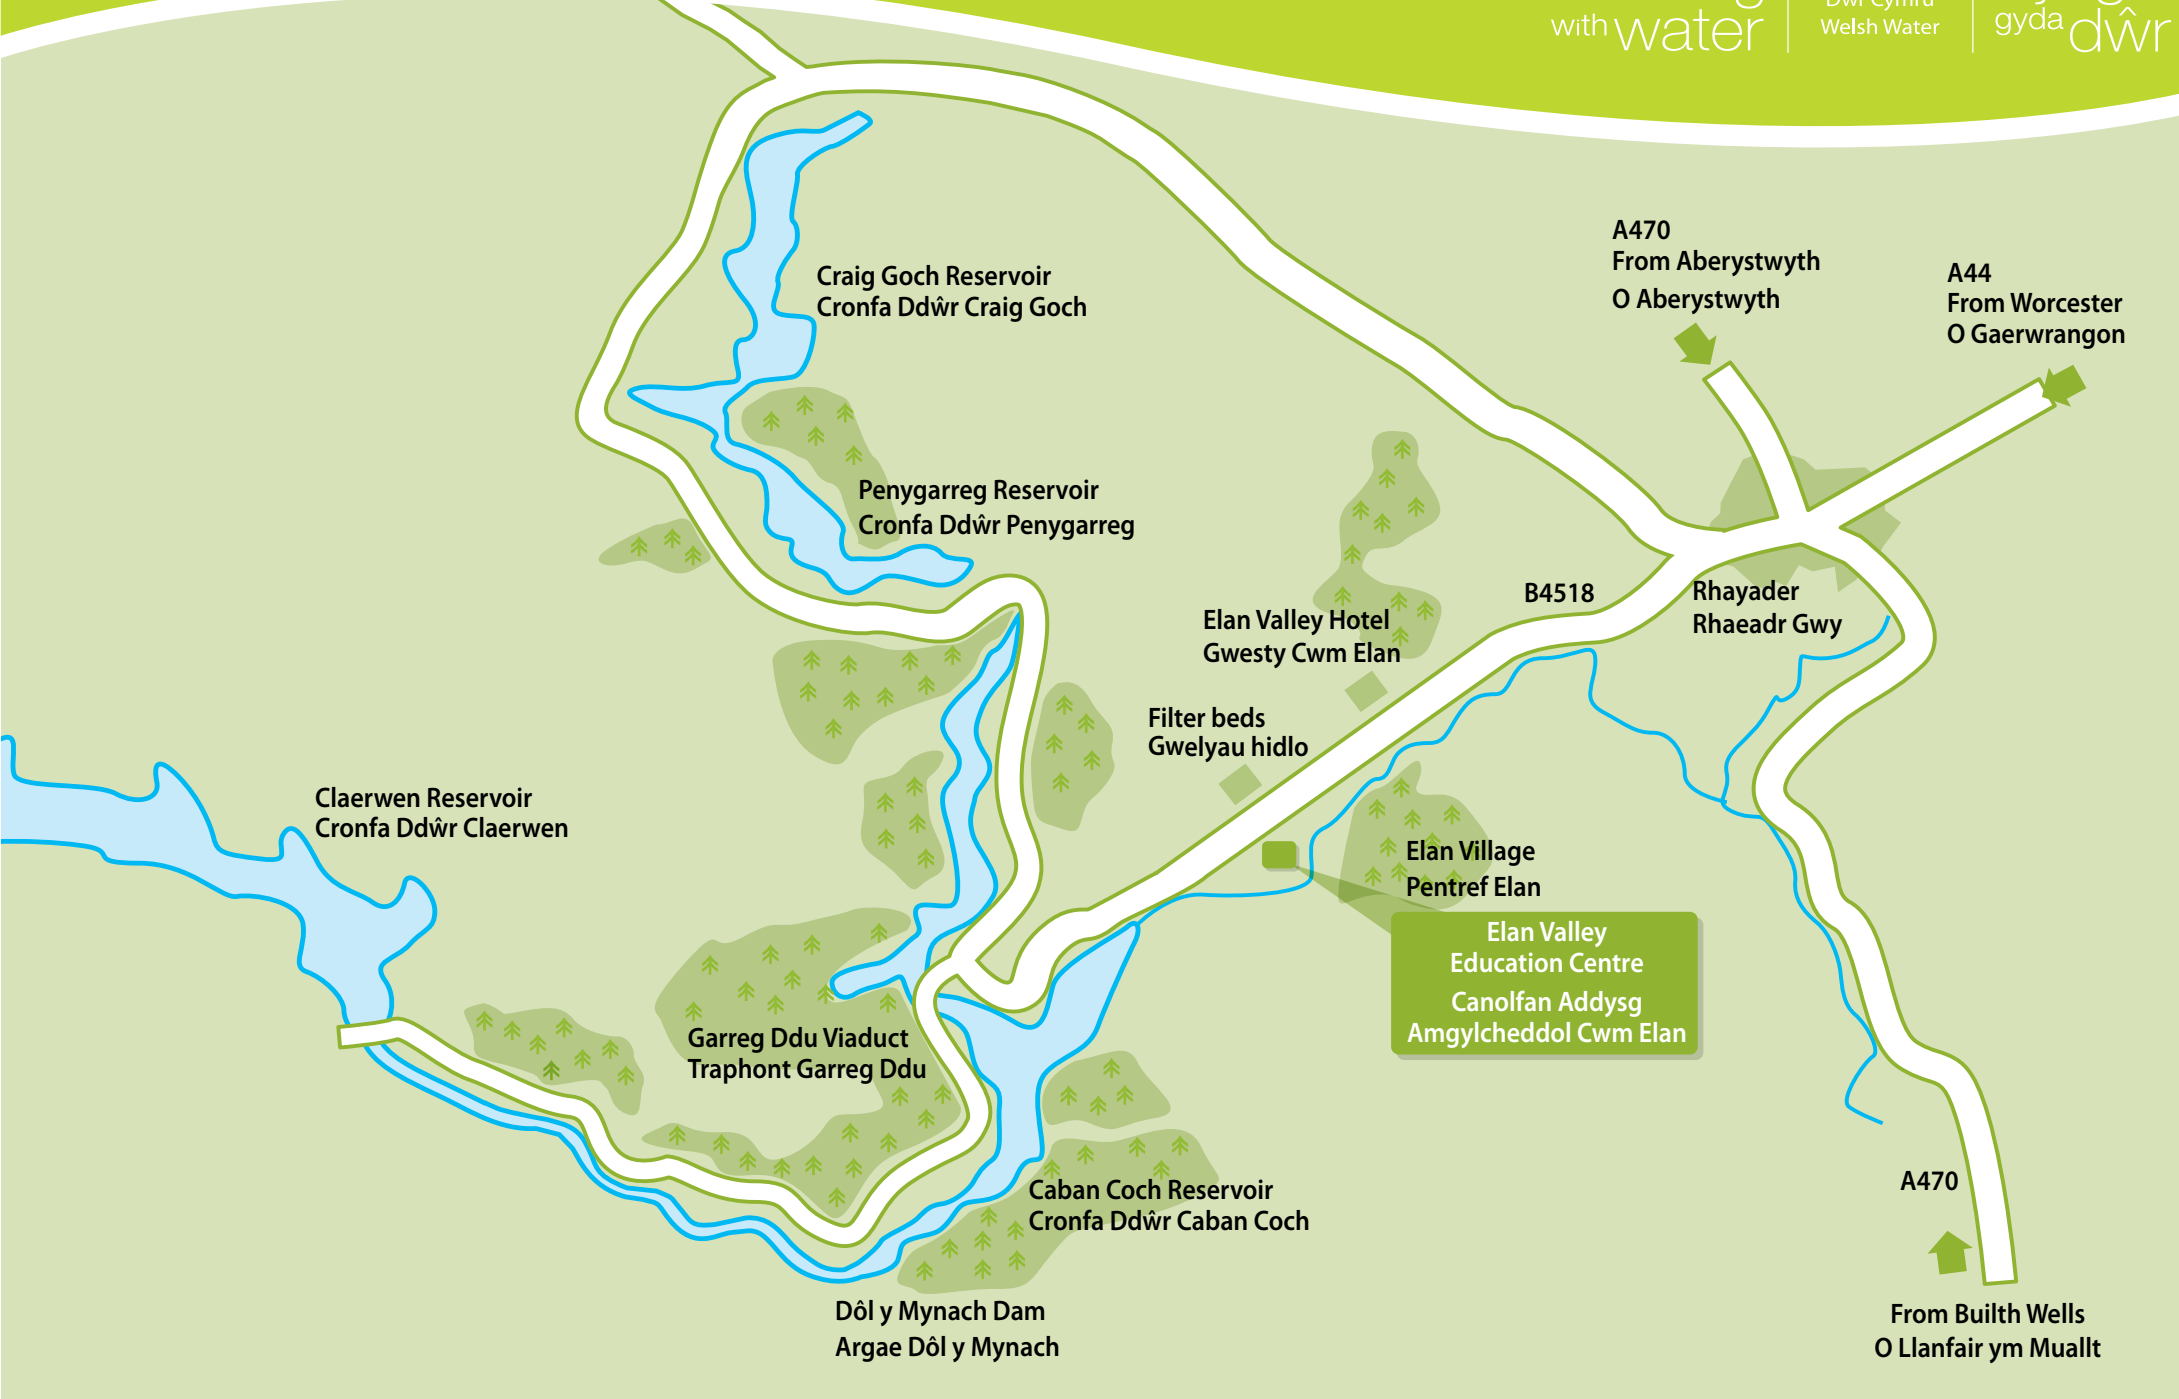 with water
Dŵr Cymru
Welsh Water
gyda dŵr
A470
From Aberystwyth
O Aberystwyth
A44
From Worcester
O Gaerwrangon
Craig Goch Reservoir
Cronfa Ddŵr Craig Goch
Penygarreg Reservoir
Cronfa Ddŵr Penygarreg
B4518
Rhayader
Rhaeadr Gwy
Elan Valley Hotel
Gwesty Cwm Elan
Filter beds
Gwelyau hidlo
Claerwen Reservoir
Cronfa Ddŵr Claerwen
Elan Village
Pentref Elan
Elan Valley
Education Centre
Canolfan Addysg
Amgylcheddol Cwm Elan
Garreg Ddu Viaduct
Traphont Garreg Ddu
Caban Coch Reservoir
Cronfa Ddŵr Caban Coch
A470
Dôl y Mynach Dam
Argae Dôl y Mynach
From Builth Wells
O Llanfair ym Muallt